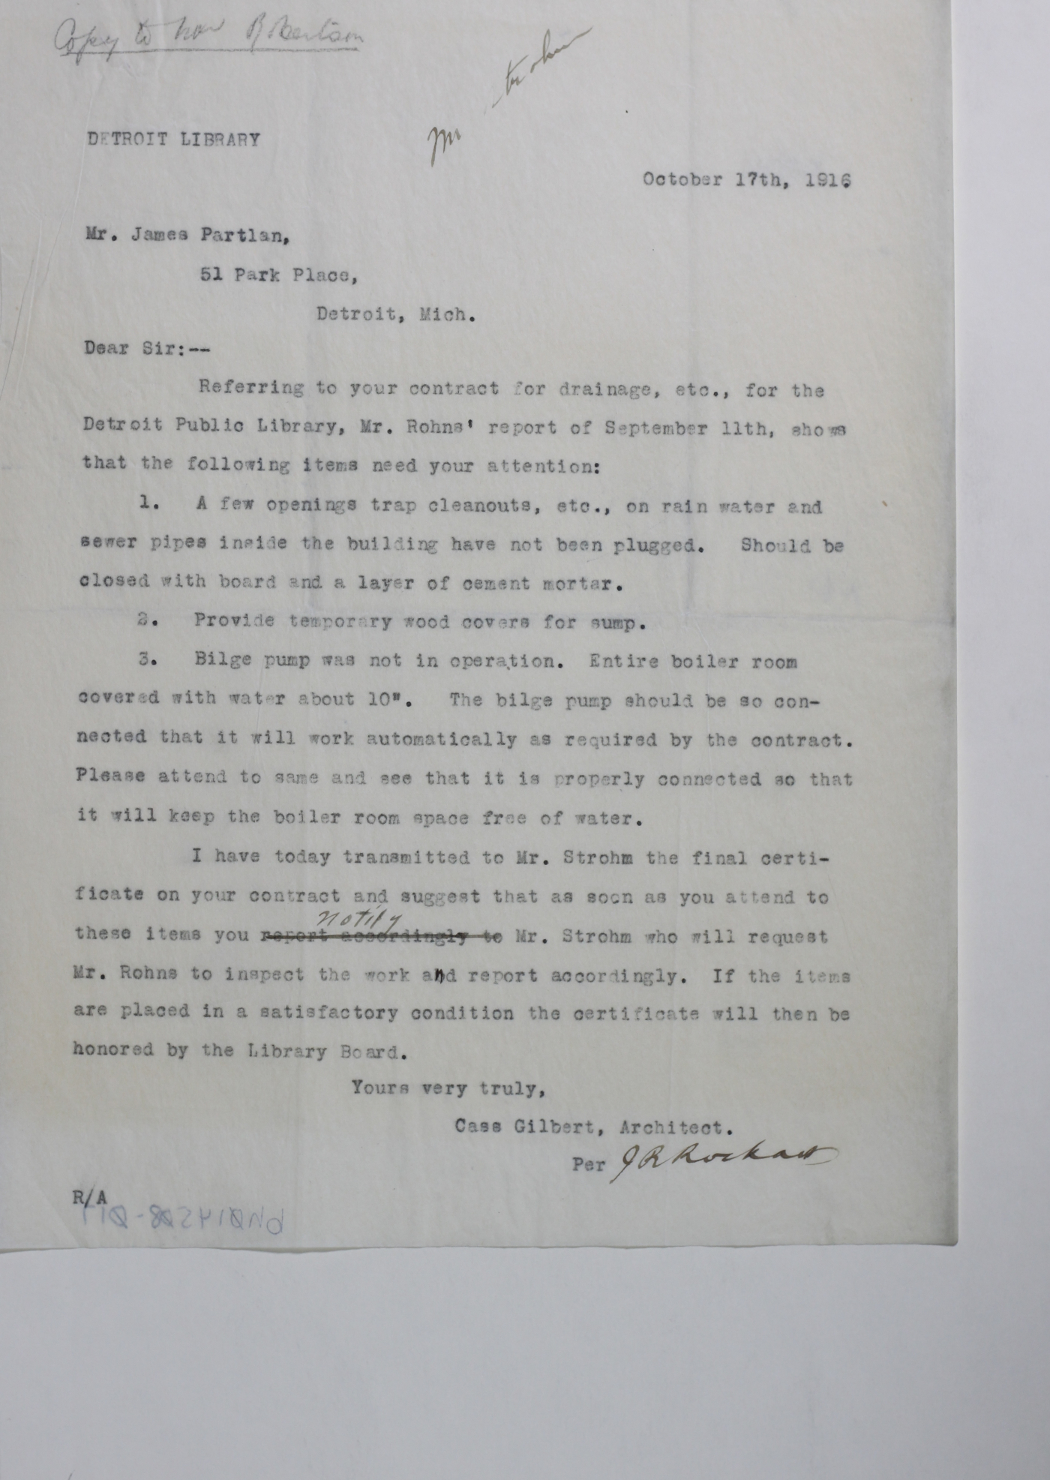 Copy to
DETROIT LIBRARY
October 17th, 1916
Mr. James Partlan,
51 Park Place,
Detroit, Mich.
Dear Sir:--
Referring to your contract for drainage, etc., for the
Detroit Public Library, Mr. Rohns' report of September 11th, shows
that the following items need your attention:
1. A few openings trap cleanouts, etc., on rain water and
sewer pipes inside the building have not been plugged. Should be
closed with board and a layer of cement mortar.
2. Provide temporary wood covers for sump.
3. Bilge pump was not in operation. Entire boiler room
covered with water about 10". The bilge pump should be so con-
nected that it will work automatically as required by the contract.
Please attend to same and see that it is properly connected so that
it will keep the boiler room space free of water.
I have today transmitted to Mr. Strohm the final certi-
ficate on your contract and suggest that as soon as you attend to
notify
these items you report accordingly to Mr. Strohm who will request
Mr. Rohns to inspect the work and report accordingly. If the items
are placed in a satisfactory condition the certificate will then be
honored by the Library Board.
Yours very truly,
Cass Gilbert, Architect.
Per J R Rockart
R/A